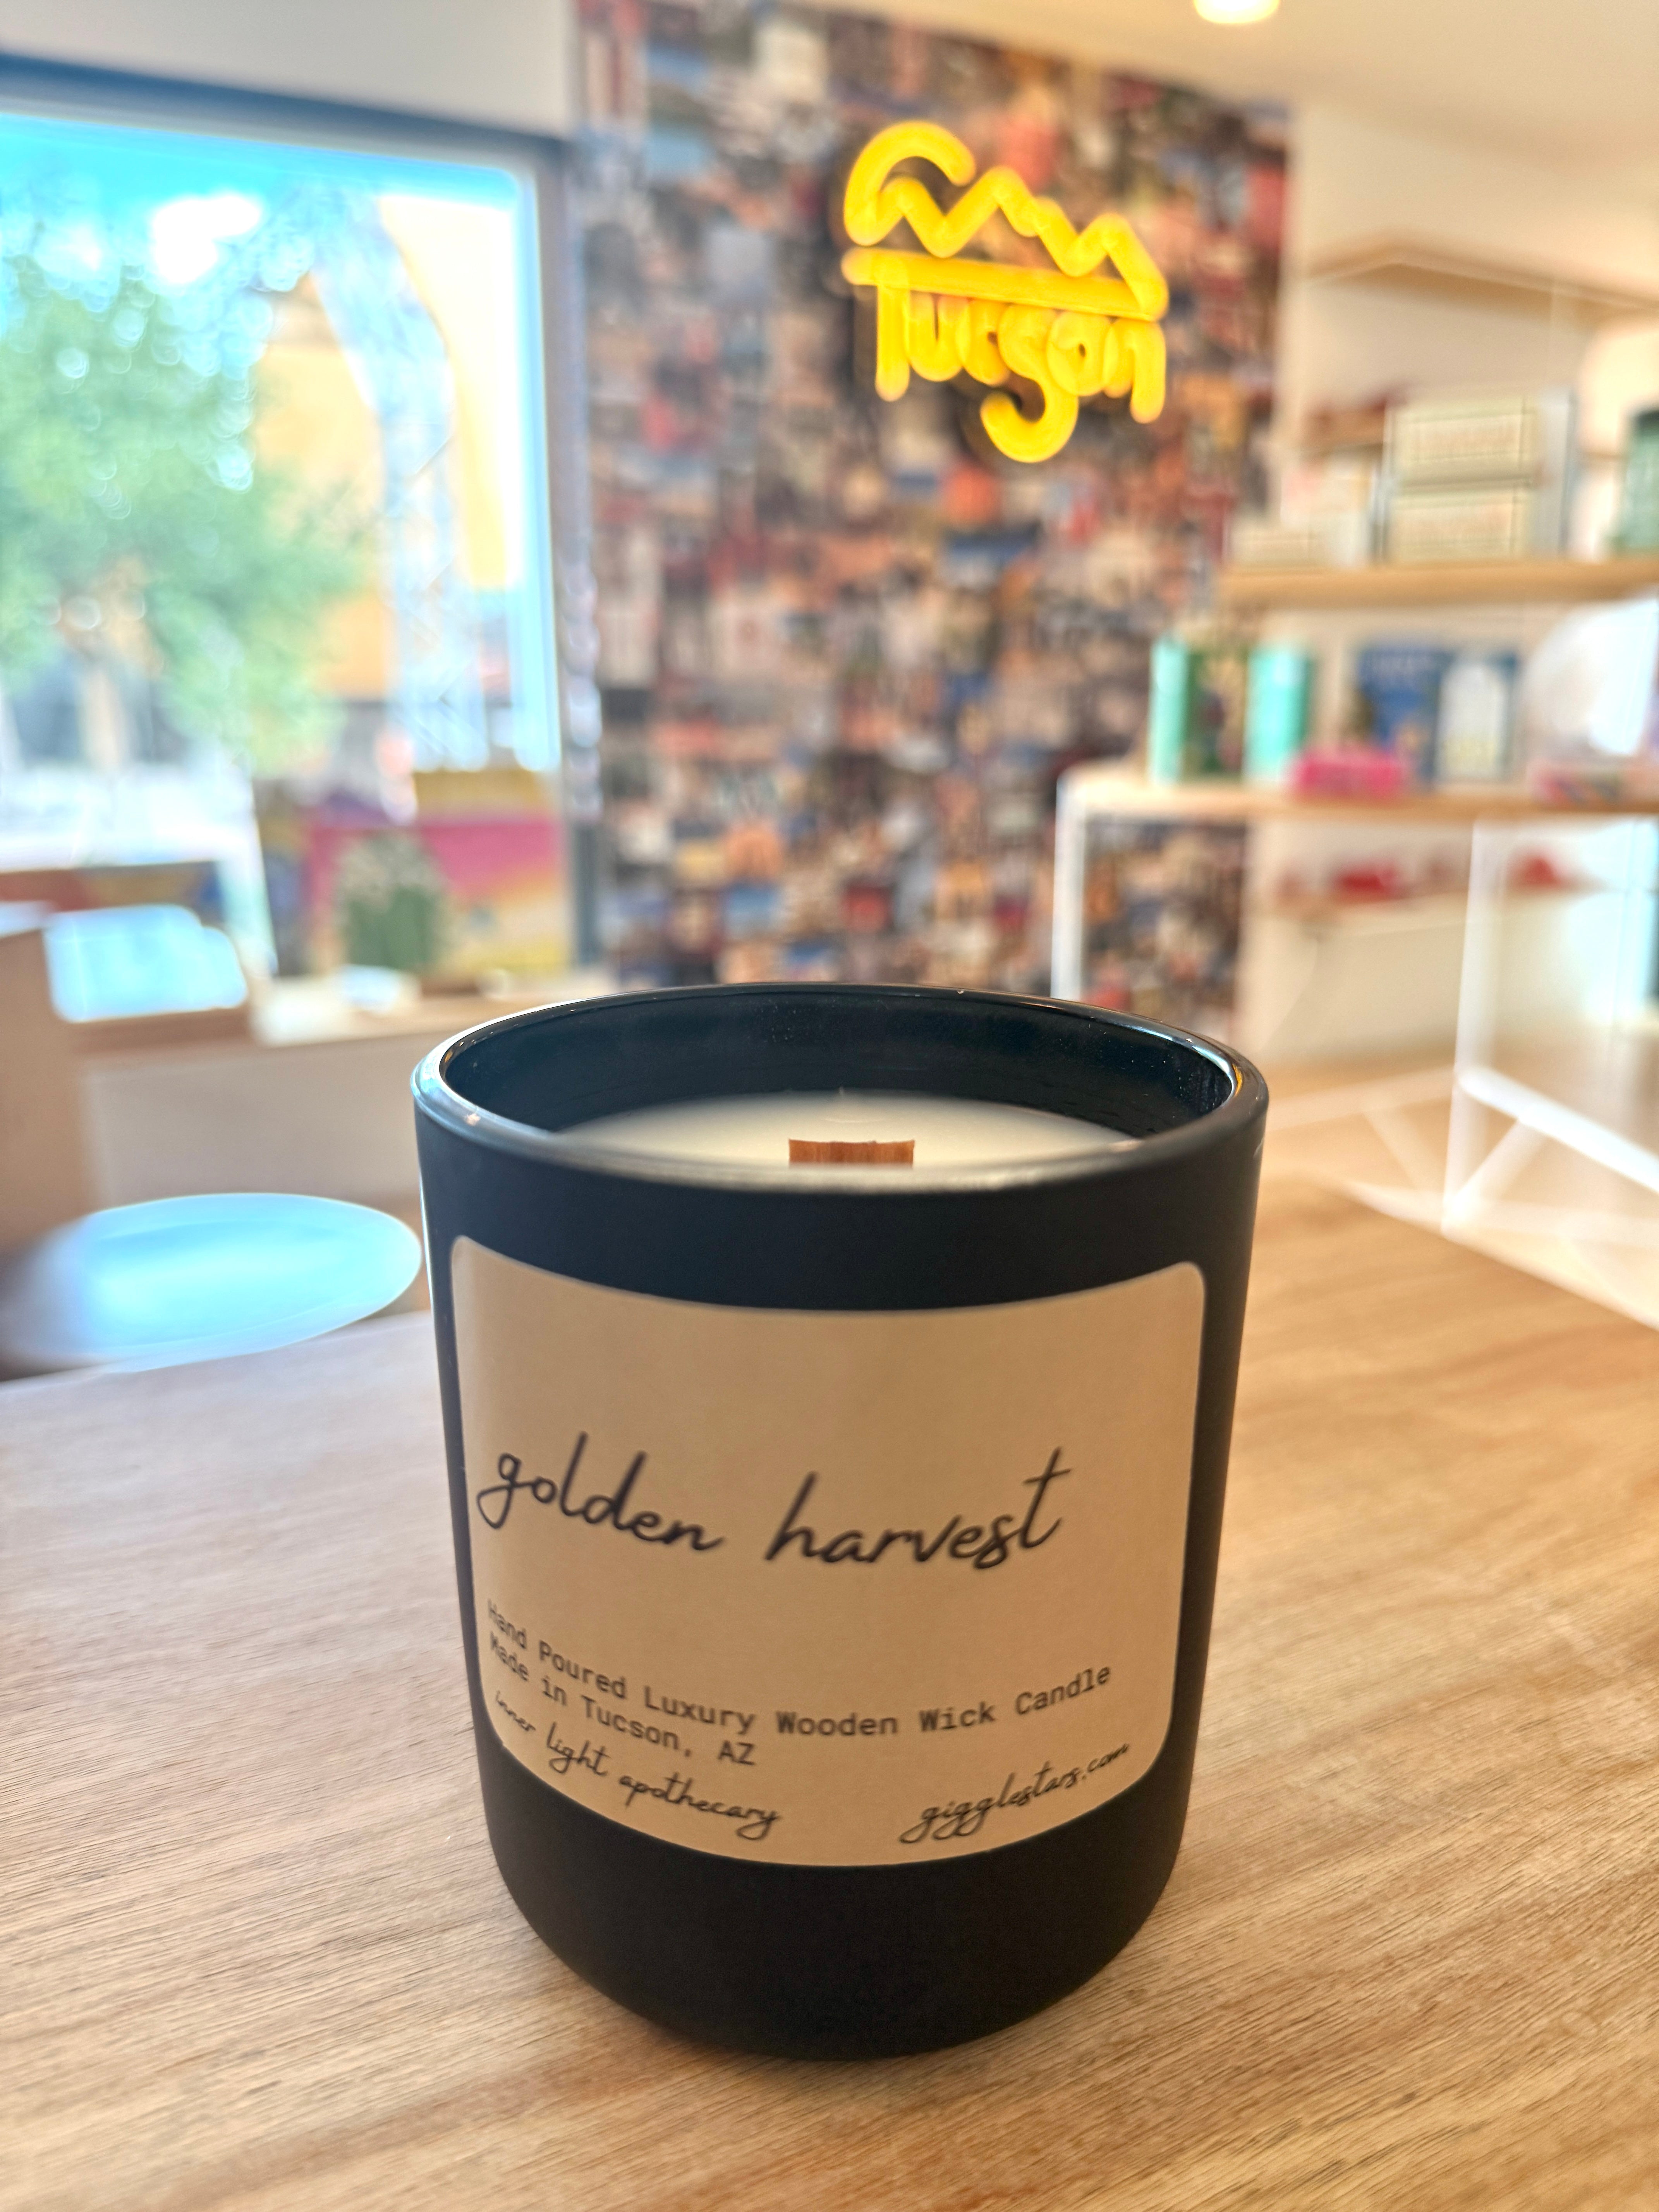 Tucson
golden harvest
Hand Poured Luxury Wooden Wick Candle
Made in Tucson, AZ
inner light apothecary
gigglestars.com